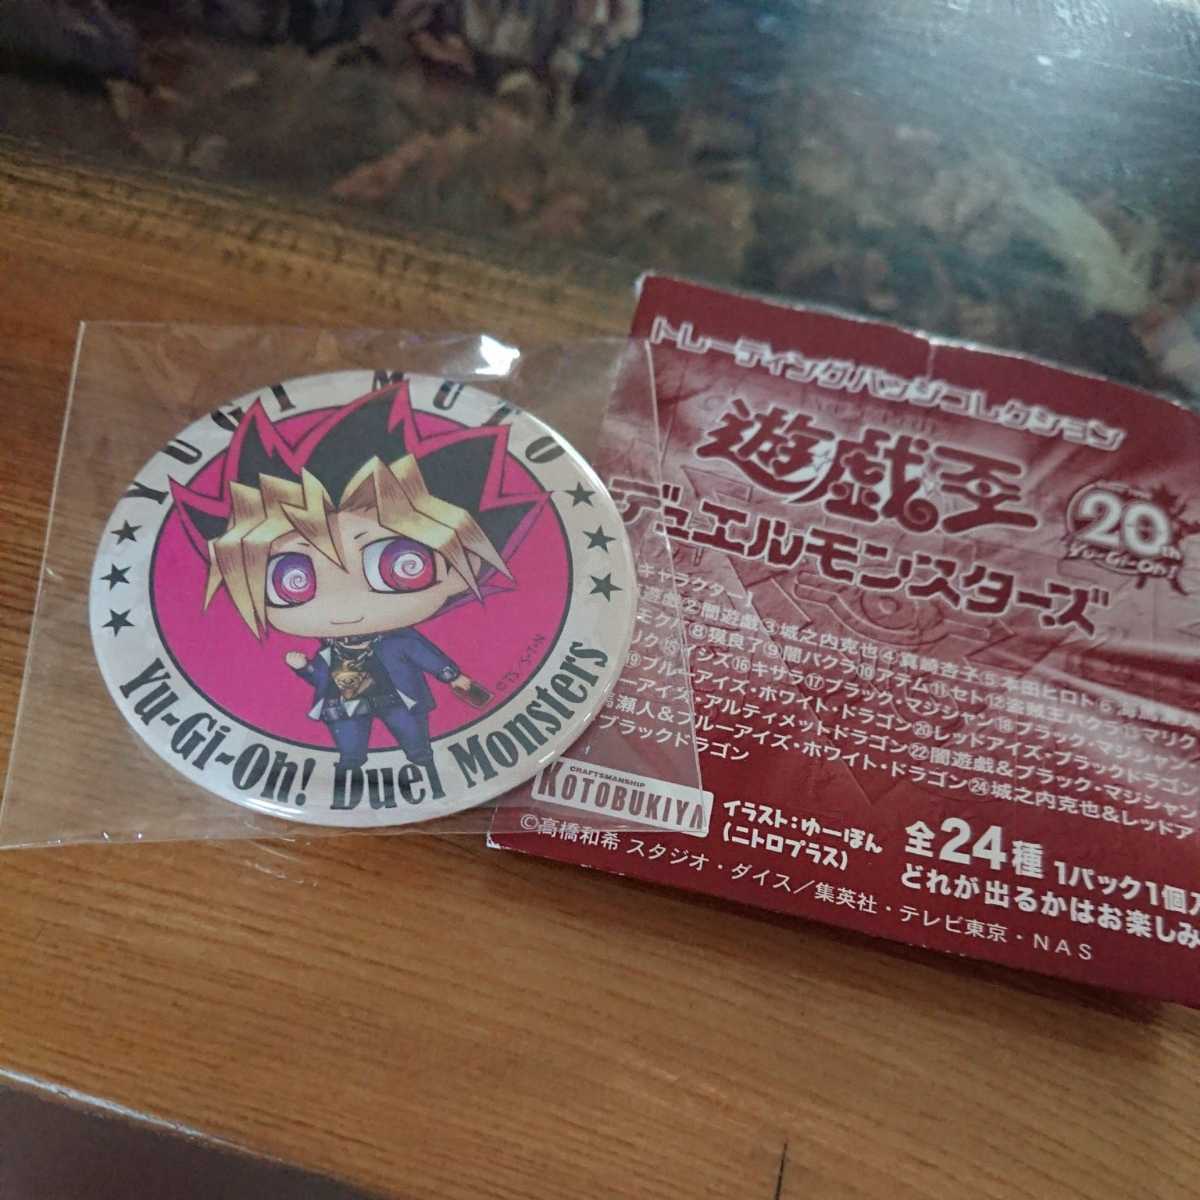 YUGI MUTO
★★★ ★★★
Yu-Gi-Oh! Duel Monsters
©TS, S・T・N
トレーディングバッジコレクション
遊☆戯☆王
デュエルモンスターズ
20th
Yu-Gi-Oh!
キャラクター】
遊戯②闇遊戯③城之内克也④真崎杏子⑤本田ヒロト⑥
モクバ⑧獏良了⑨闇バクラ⑩アテム⑪セト⑫盗賊王バクラ⑬マリク
マリク⑮イシズ⑯キサラ⑰ブラック・マジシャン⑱ブラック・マジシャン
⑲ブルーアイズ・ホワイト・ドラゴン⑳レッドアイズ・ブラックドラゴン
ーアイズ・アルティメットドラゴン㉒闇遊戯&ブラック・マジシャン
瀬人&ブルーアイズ・ホワイト・ドラゴン㉔城之内克也&レッドア
ブラックドラゴン
CRAFTSMANSHIP
KOTOBUKIYA
イラスト:ゆーぽん
(ニトロプラス)
全24種 1パック1個入
どれが出るかはお楽しみ
©高橋和希 スタジオ・ダイス/集英社・テレビ東京・NAS